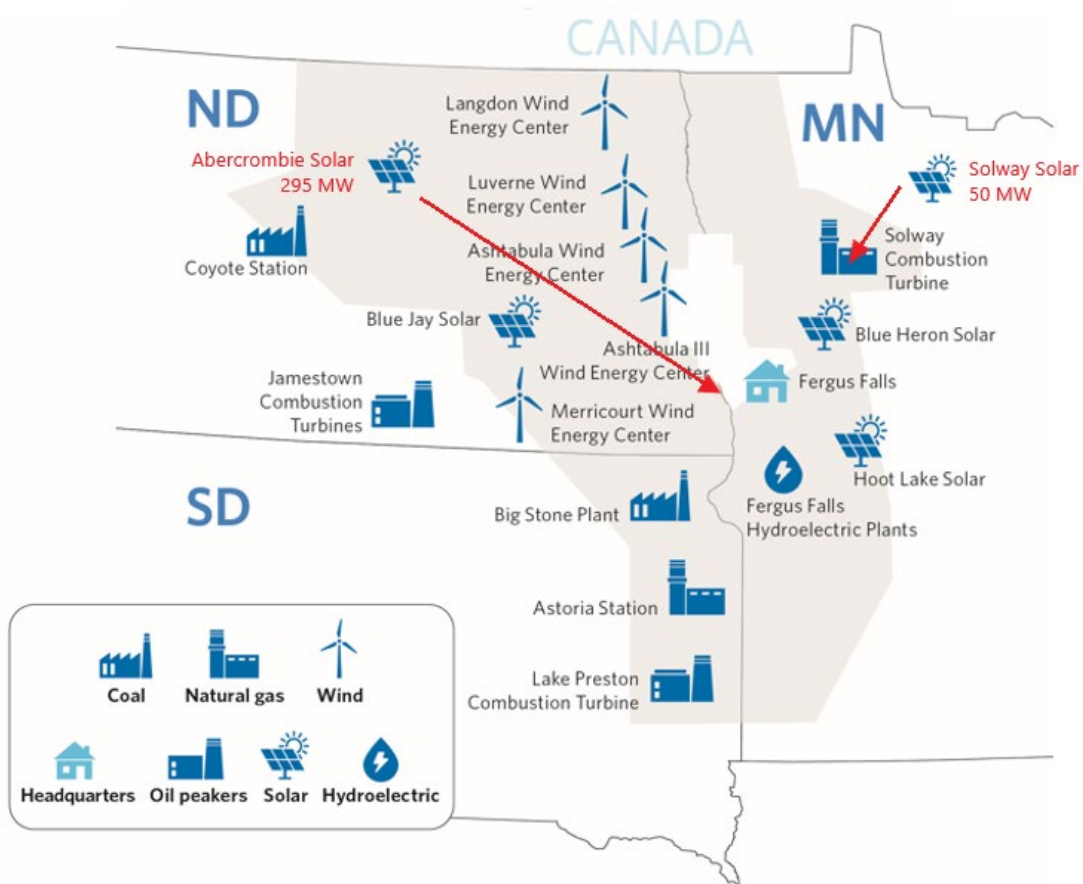 CANADA
ND
MN
Langdon Wind
Energy Center
Abercrombie Solar
295 MW
Luverne Wind
Energy Center
Solway Solar
50 MW
Coyote Station
Ashtabula Wind
Energy Center
Solway
Combustion
Turbine
Blue Jay Solar
Ashtabula III
Wind Energy Center
Blue Heron Solar
Jamestown
Combustion
Turbines
Merricourt Wind
Energy Center
Fergus Falls
Hoot Lake Solar
SD
Big Stone Plant
Fergus Falls
Hydroelectric Plants
Astoria Station
Lake Preston
Combustion Turbine
Coal
Natural gas
Wind
Headquarters
Oil peakers
Solar
Hydroelectric